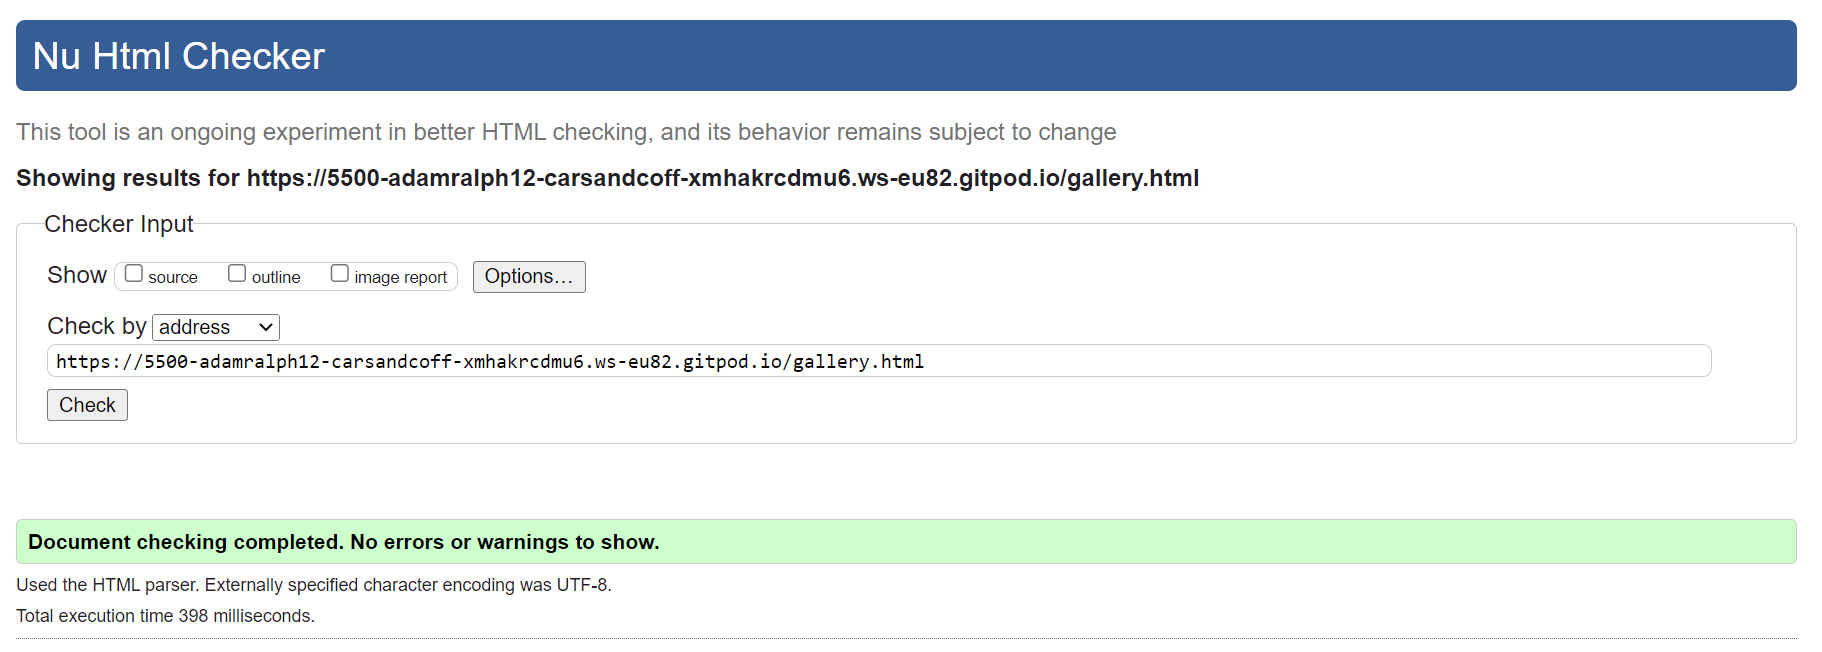 Nu Html Checker
This tool is an ongoing experiment in better HTML checking, and its behavior remains subject to change
Showing results for https://5500-adamralph12-carsandcoff-xmhakrcdmu6.ws-eu82.gitpod.io/gallery.html
Checker Input
Show source outline image report Options...
Check by address
https://5500-adamralph12-carsandcoff-xmhakrcdmu6.ws-eu82.gitpod.io/gallery.html
Check
Document checking completed. No errors or warnings to show.
Used the HTML parser. Externally specified character encoding was UTF-8.
Total execution time 398 milliseconds.